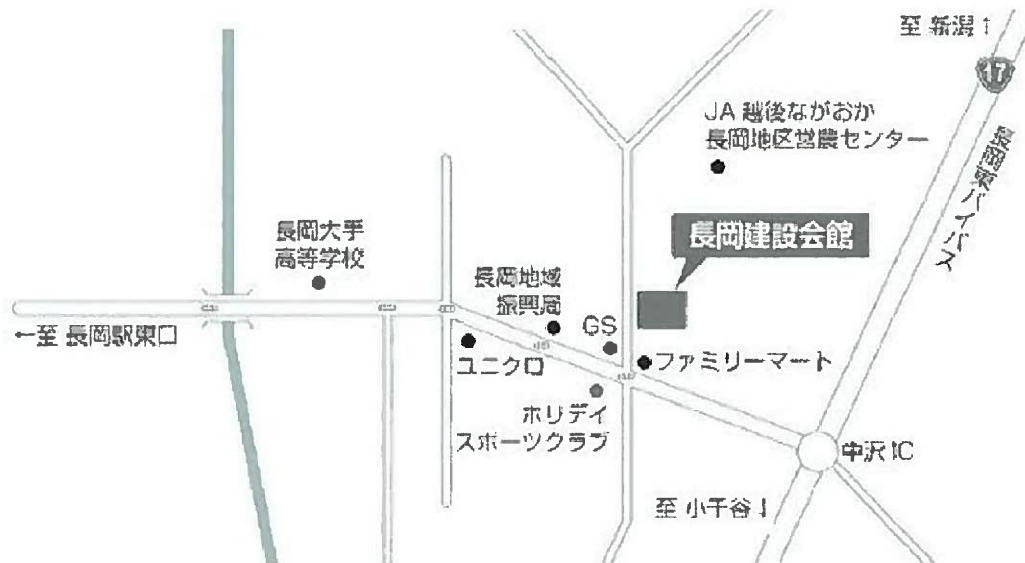 至 新潟↑
17
JA 越後ながおか
長岡地区営農センター
長岡バイパス
長岡建設会館
長岡大手
高等学校
長岡地域
振興局
GS
←至 長岡駅東口
ユニクロ
ファミリーマート
ホリデイ
スポーツクラブ
中沢IC
至 小千谷↓